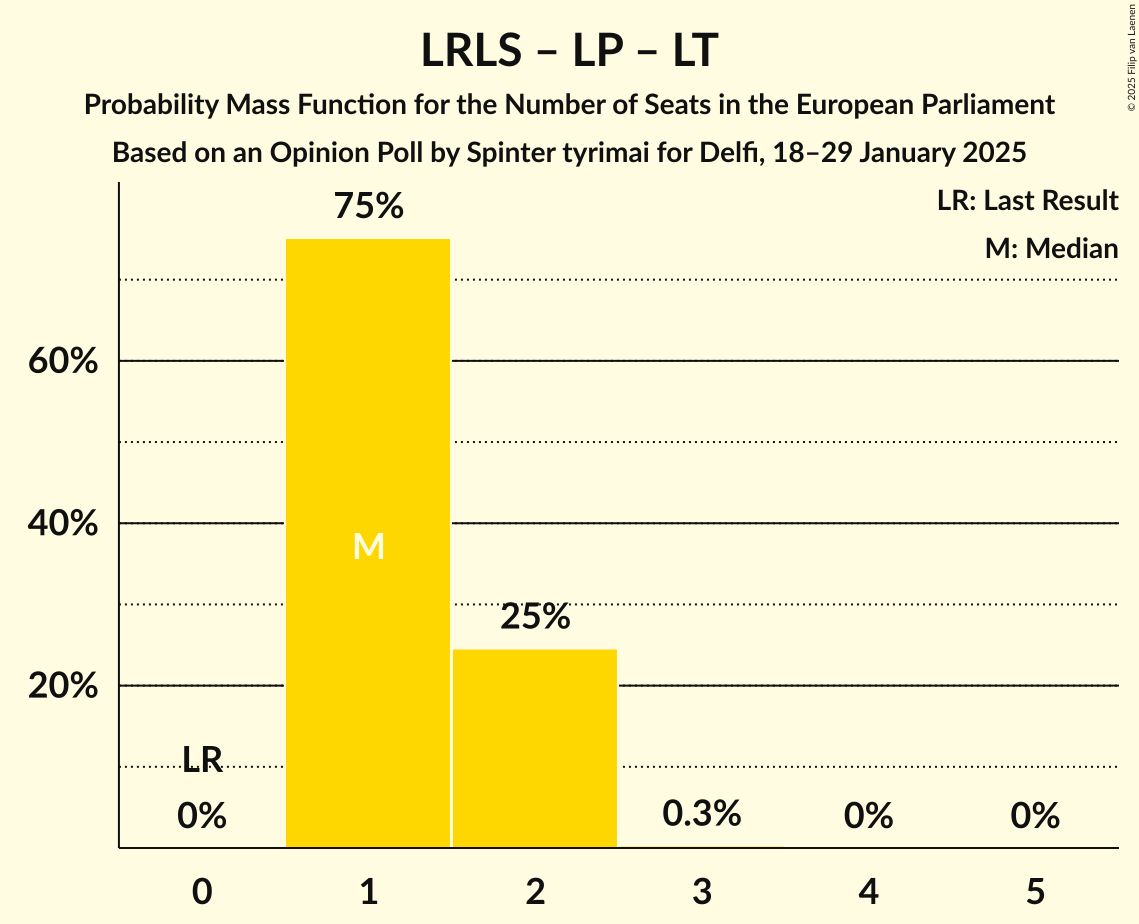 LRLS – LP – LT
Probability Mass Function for the Number of Seats in the European Parliament
Based on an Opinion Poll by Spinter tyrimai for Delfi, 18–29 January 2025
© 2025 Filip van Laenen
LR: Last Result
M: Median
75%
60%
40%
M
25%
20%
LR
0%
0.3%
0%
0%
0 1 2 3 4 5